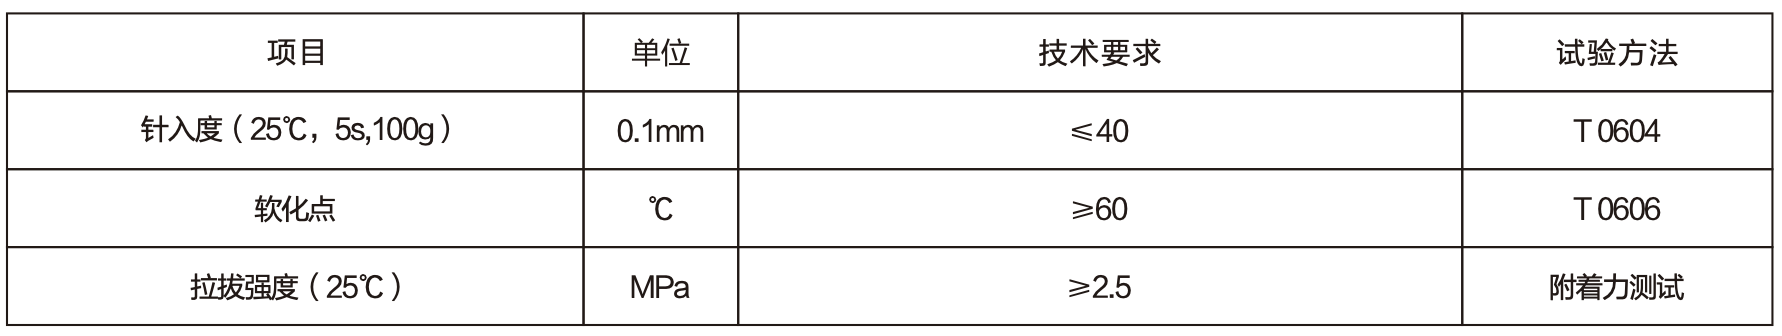 项目 单位 技术要求 试验方法
针入度（25℃，5s,100g） 0.1mm ≤40 T 0604
软化点 ℃ ≥60 T 0606
拉拔强度（25℃） MPa ≥2.5 附着力测试